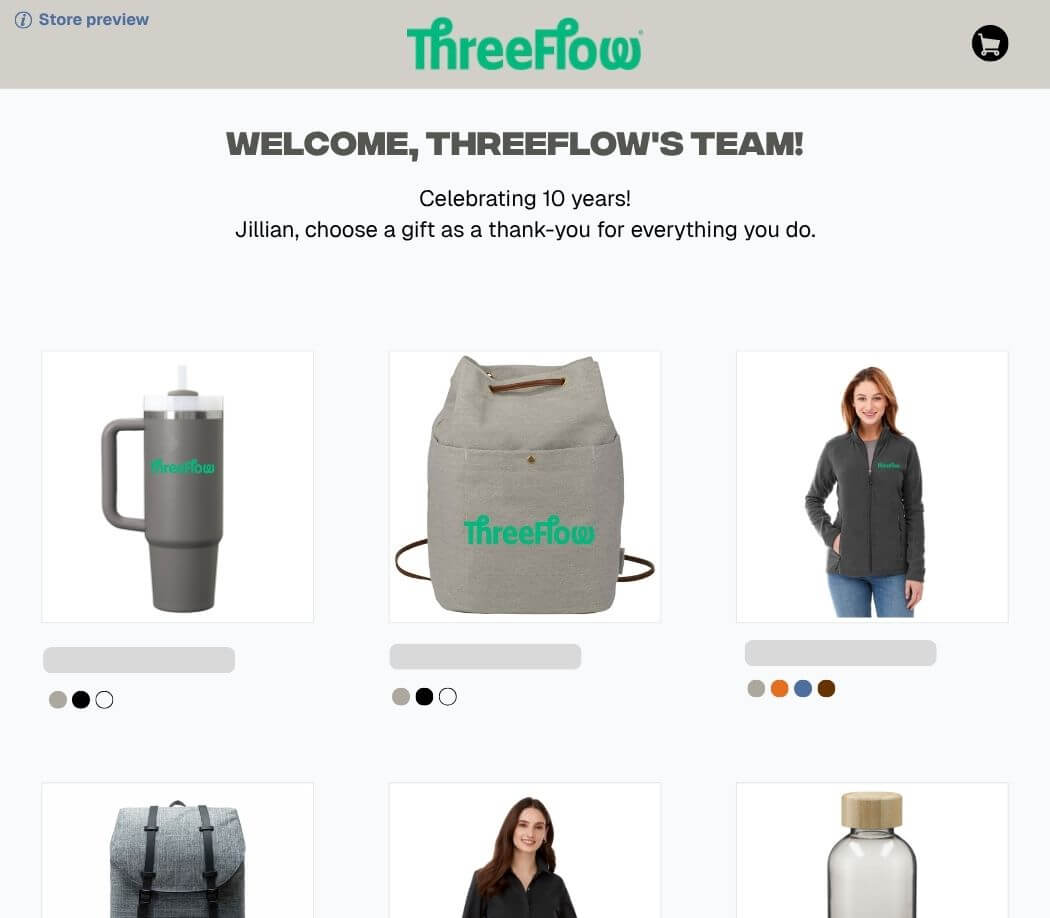 Store preview
ThreeFlow
WELCOME, THREEFLOW'S TEAM!
Celebrating 10 years!
Jillian, choose a gift as a thank-you for everything you do.
ThreeFlow
ThreeFlow
ThreeFlow